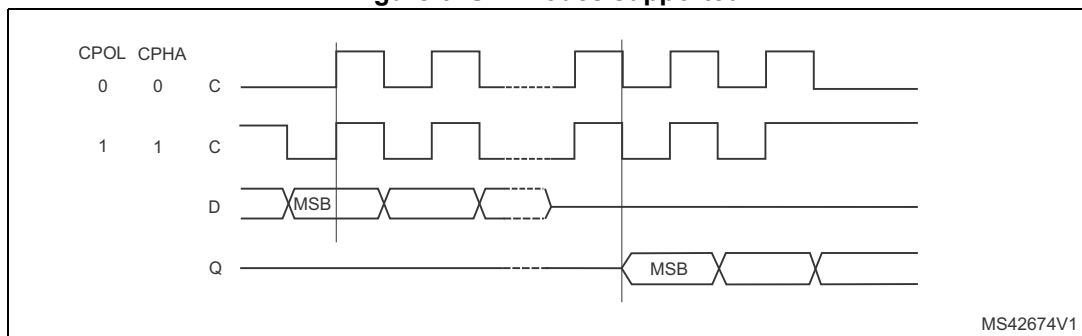 CPOL CPHA
0 0 C
1 1 C
D MSB
Q MSB
MS42674V1